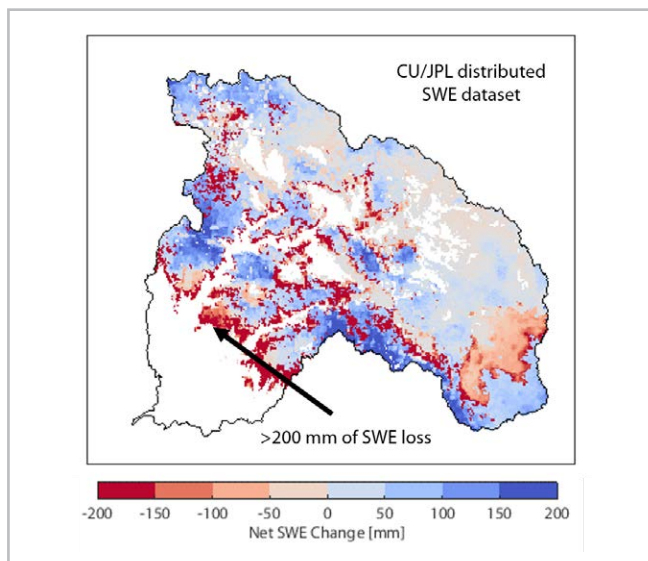 CU/JPL distributed
SWE dataset
>200 mm of SWE loss
-200 -150 -100 -50 0 50 100 150 200
Net SWE Change [mm]